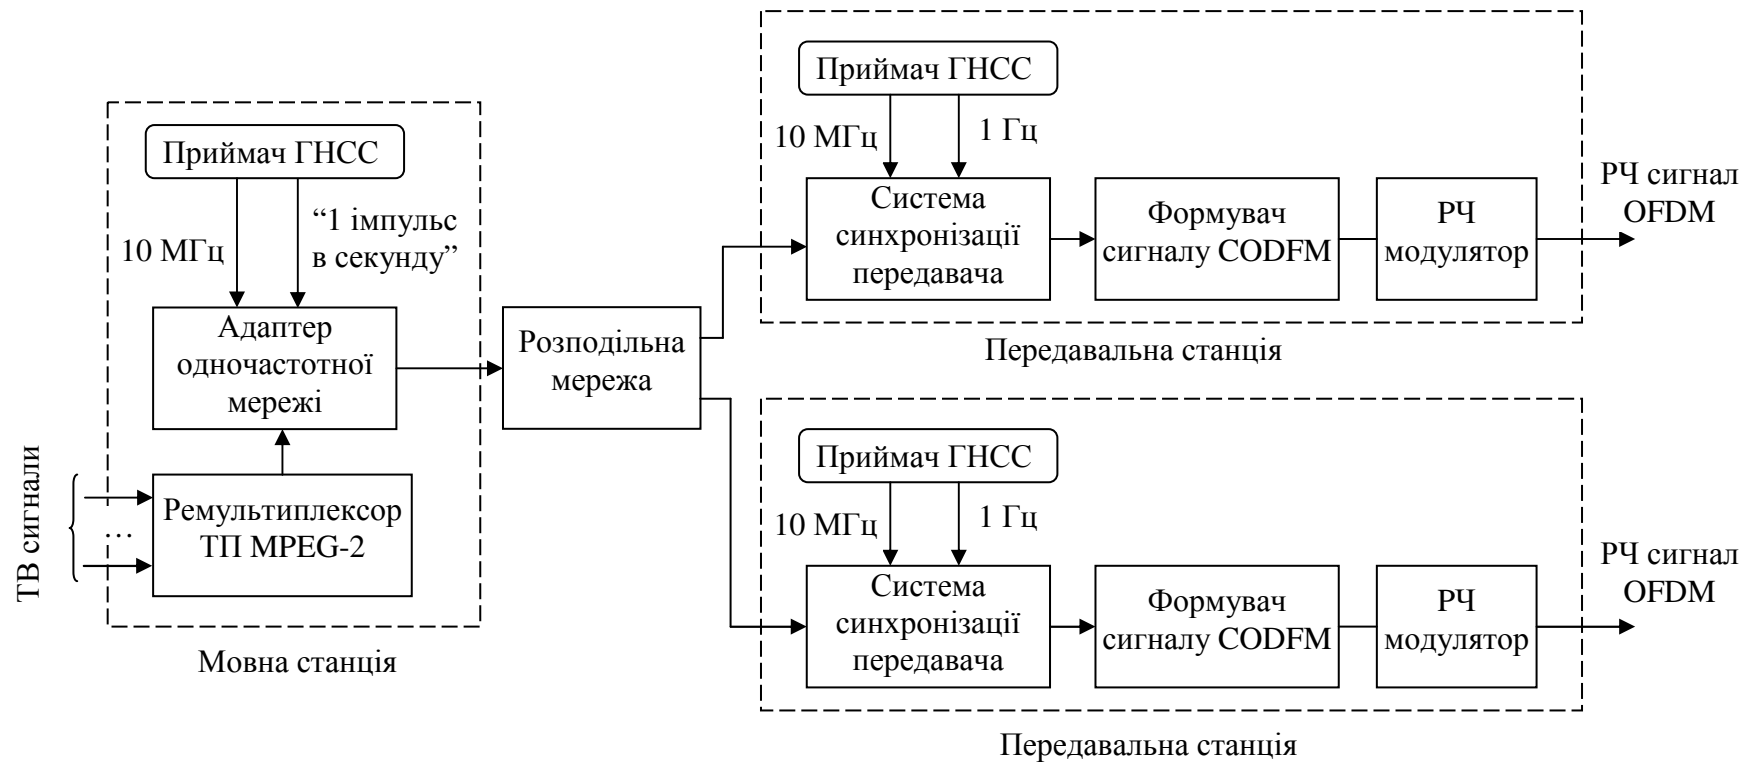 ТВ сигнали
Приймач ГНСС
10 МГц
“1 імпульс
в секунду”
Адаптер
одночастотної
мережі
...
Ремультиплексор
ТП MPEG-2
Мовна станція
Розподільна
мережа
Приймач ГНСС
10 МГц
1 Гц
Система
синхронізації
передавача
Формувач
сигналу CODFM
РЧ
модулятор
РЧ сигнал
OFDM
Передавальна станція
Приймач ГНСС
10 МГц
1 Гц
Система
синхронізації
передавача
Формувач
сигналу CODFM
РЧ
модулятор
РЧ сигнал
OFDM
Передавальна станція